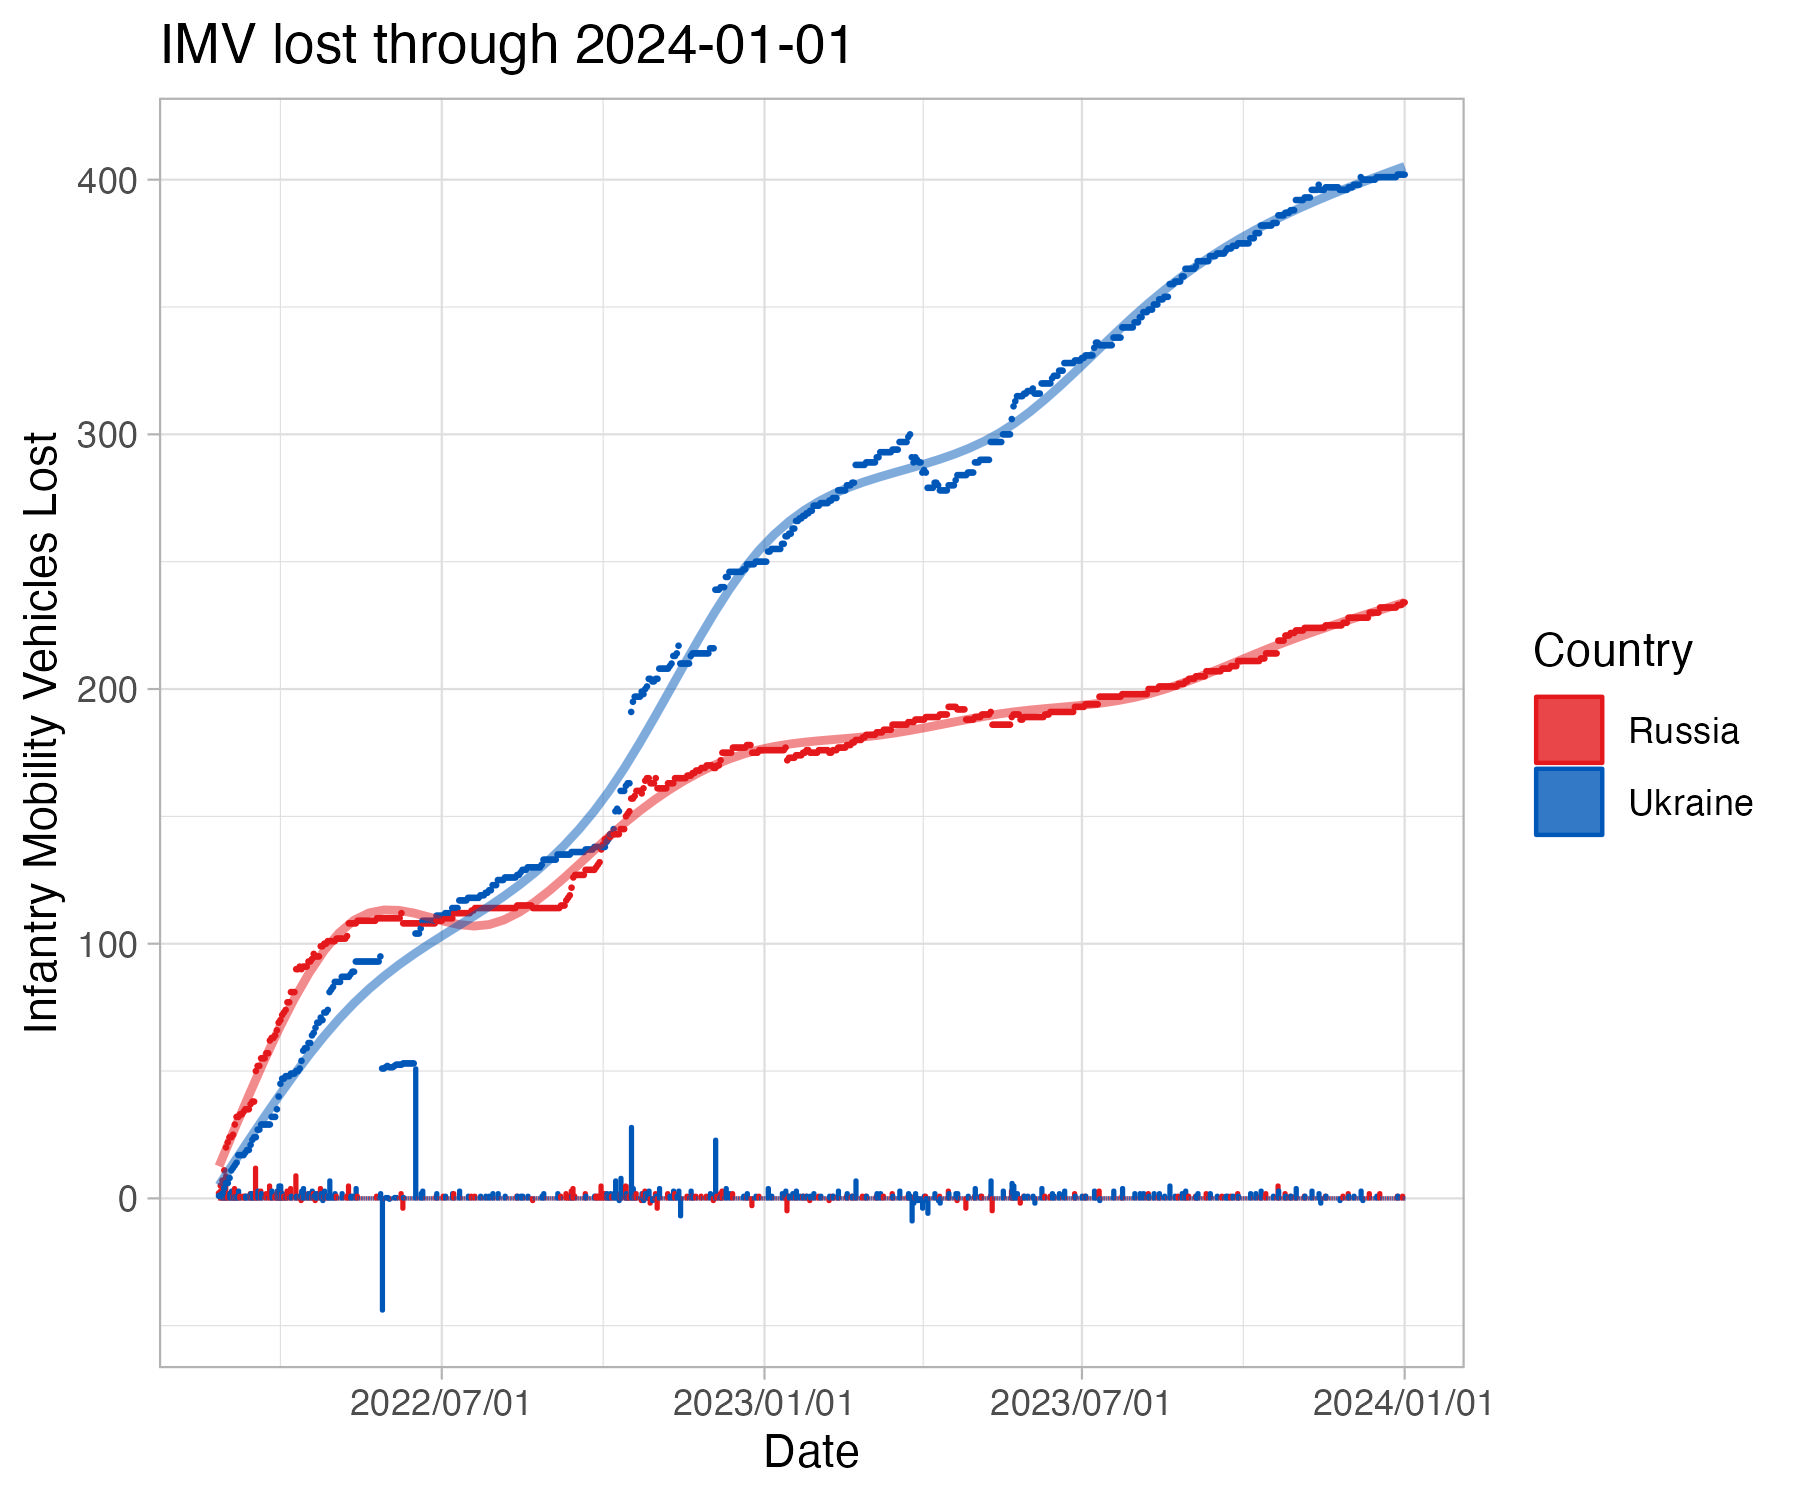 IMV lost through 2024-01-01
Infantry Mobility Vehicles Lost
400
300
200
100
0
2022/07/01
2023/01/01
2023/07/01
2024/01/01
Date
Country
Russia
Ukraine